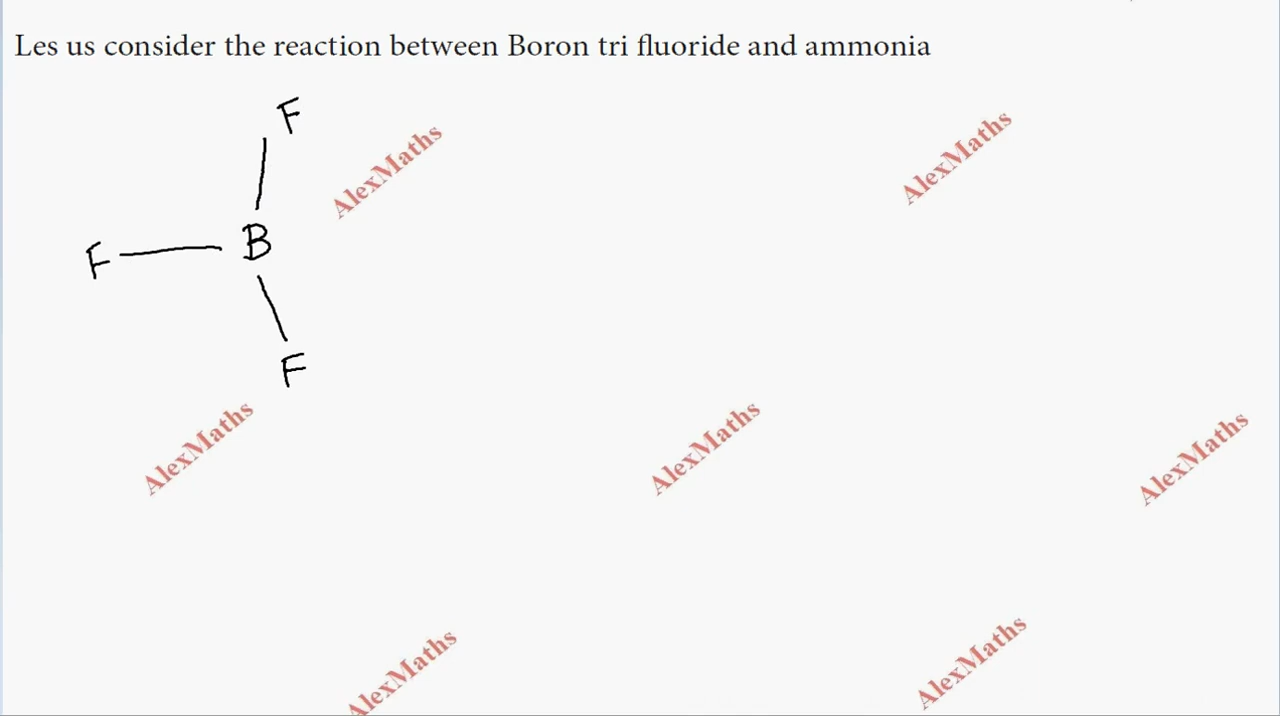 Les us consider the reaction between Boron tri fluoride and ammonia
F
AlexMaths
AlexMaths
F
B
F
AlexMaths
AlexMaths
AlexMaths
AlexMaths
AlexMaths